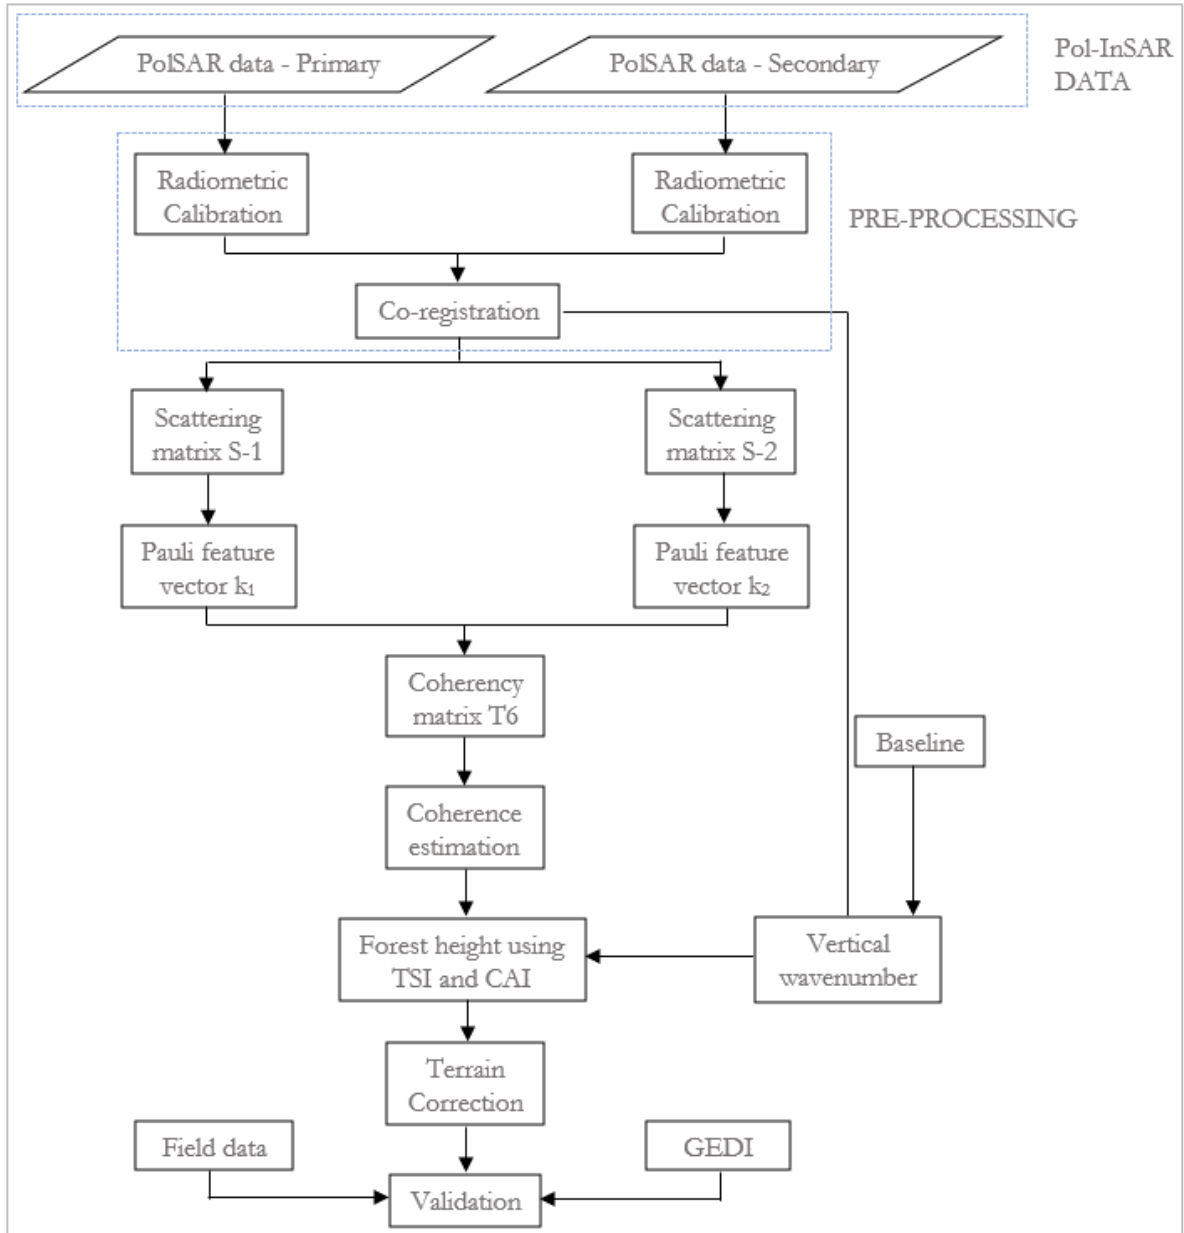 PolSAR data - Primary
PolSAR data - Secondary
Pol-InSAR
DATA
Radiometric
Calibration
Radiometric
Calibration
PRE-PROCESSING
Co-registration
Scattering
matrix S-1
Scattering
matrix S-2
Pauli feature
vector k₁
Pauli feature
vector k₂
Coherency
matrix T6
Baseline
Coherence
estimation
Forest height using
TSI and CAI
Vertical
wavenumber
Terrain
Correction
Field data
GEDI
Validation